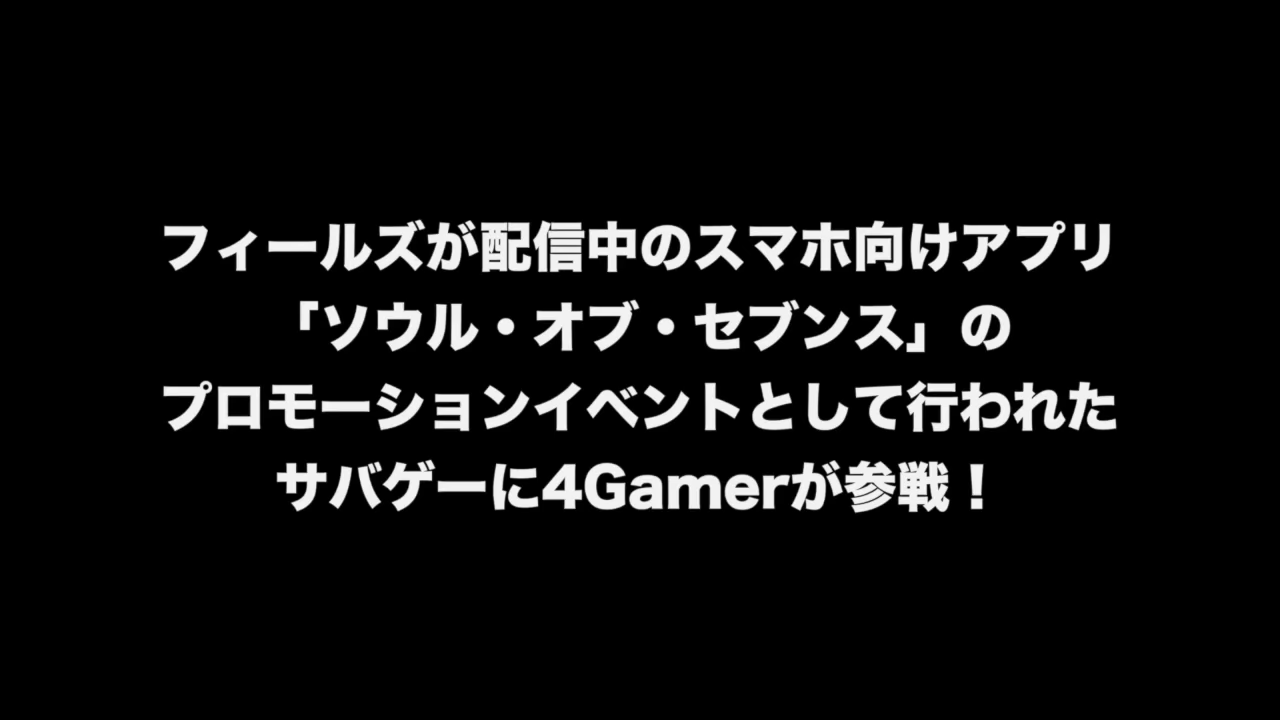 フィールズが配信中のスマホ向けアプリ
「ソウル・オブ・セブンス」の
プロモーションイベントとして行われた
サバゲーに4Gamerが参戦！